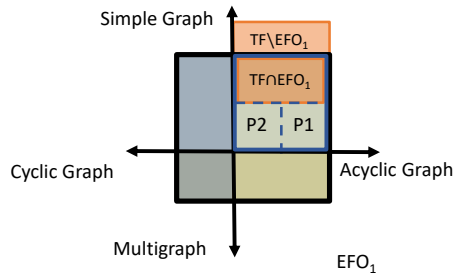 Simple Graph
TF\EFO₁
TF∩EFO₁
P2 P1
Cyclic Graph
Acyclic Graph
Multigraph
EFO₁